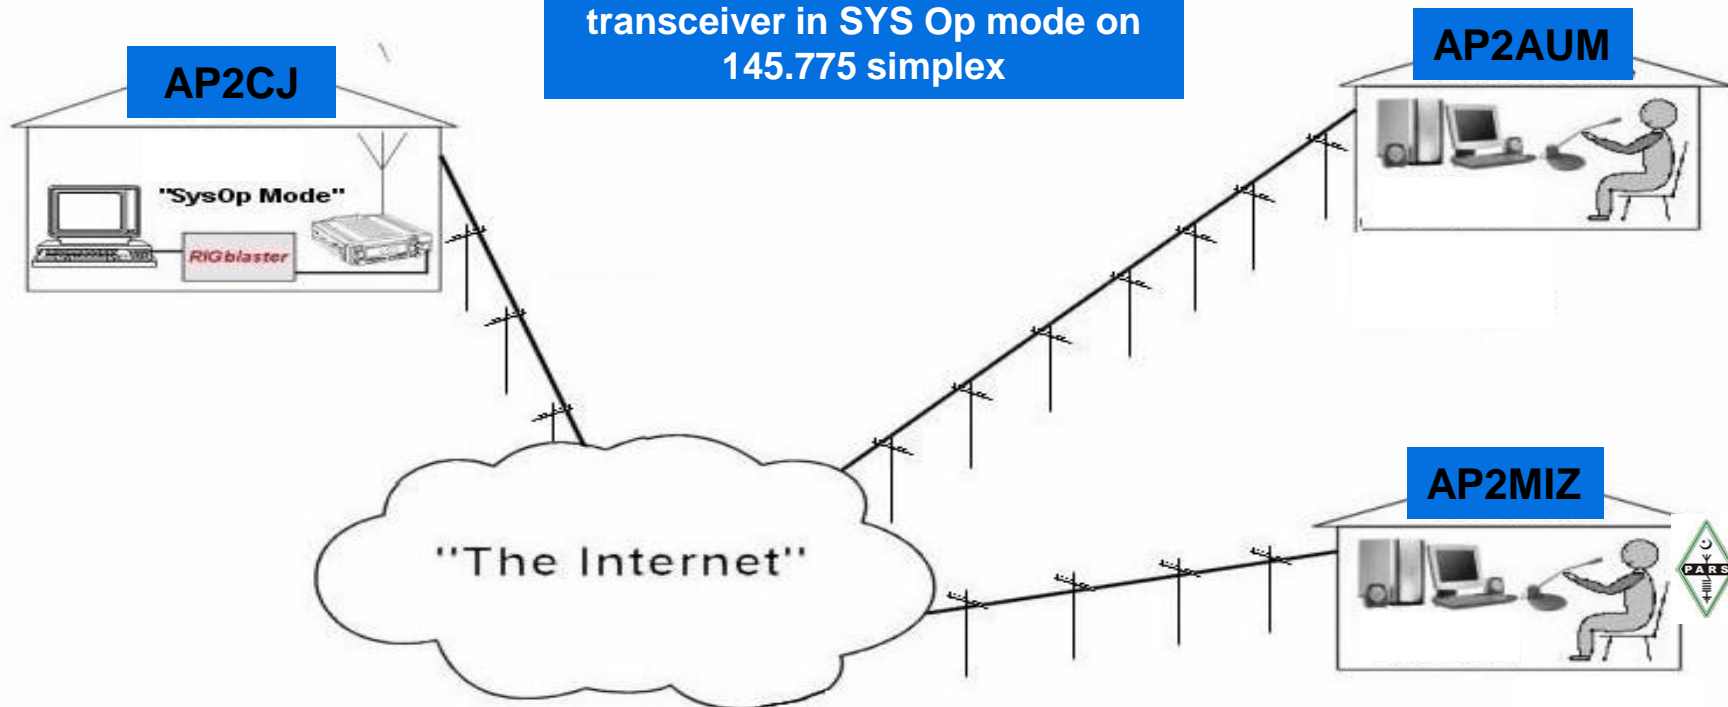 transceiver in SYS Op mode on
145.775 simplex
AP2CJ
AP2AUM
"SysOp Mode"
RIGblaster
"The Internet"
AP2MIZ
PARS